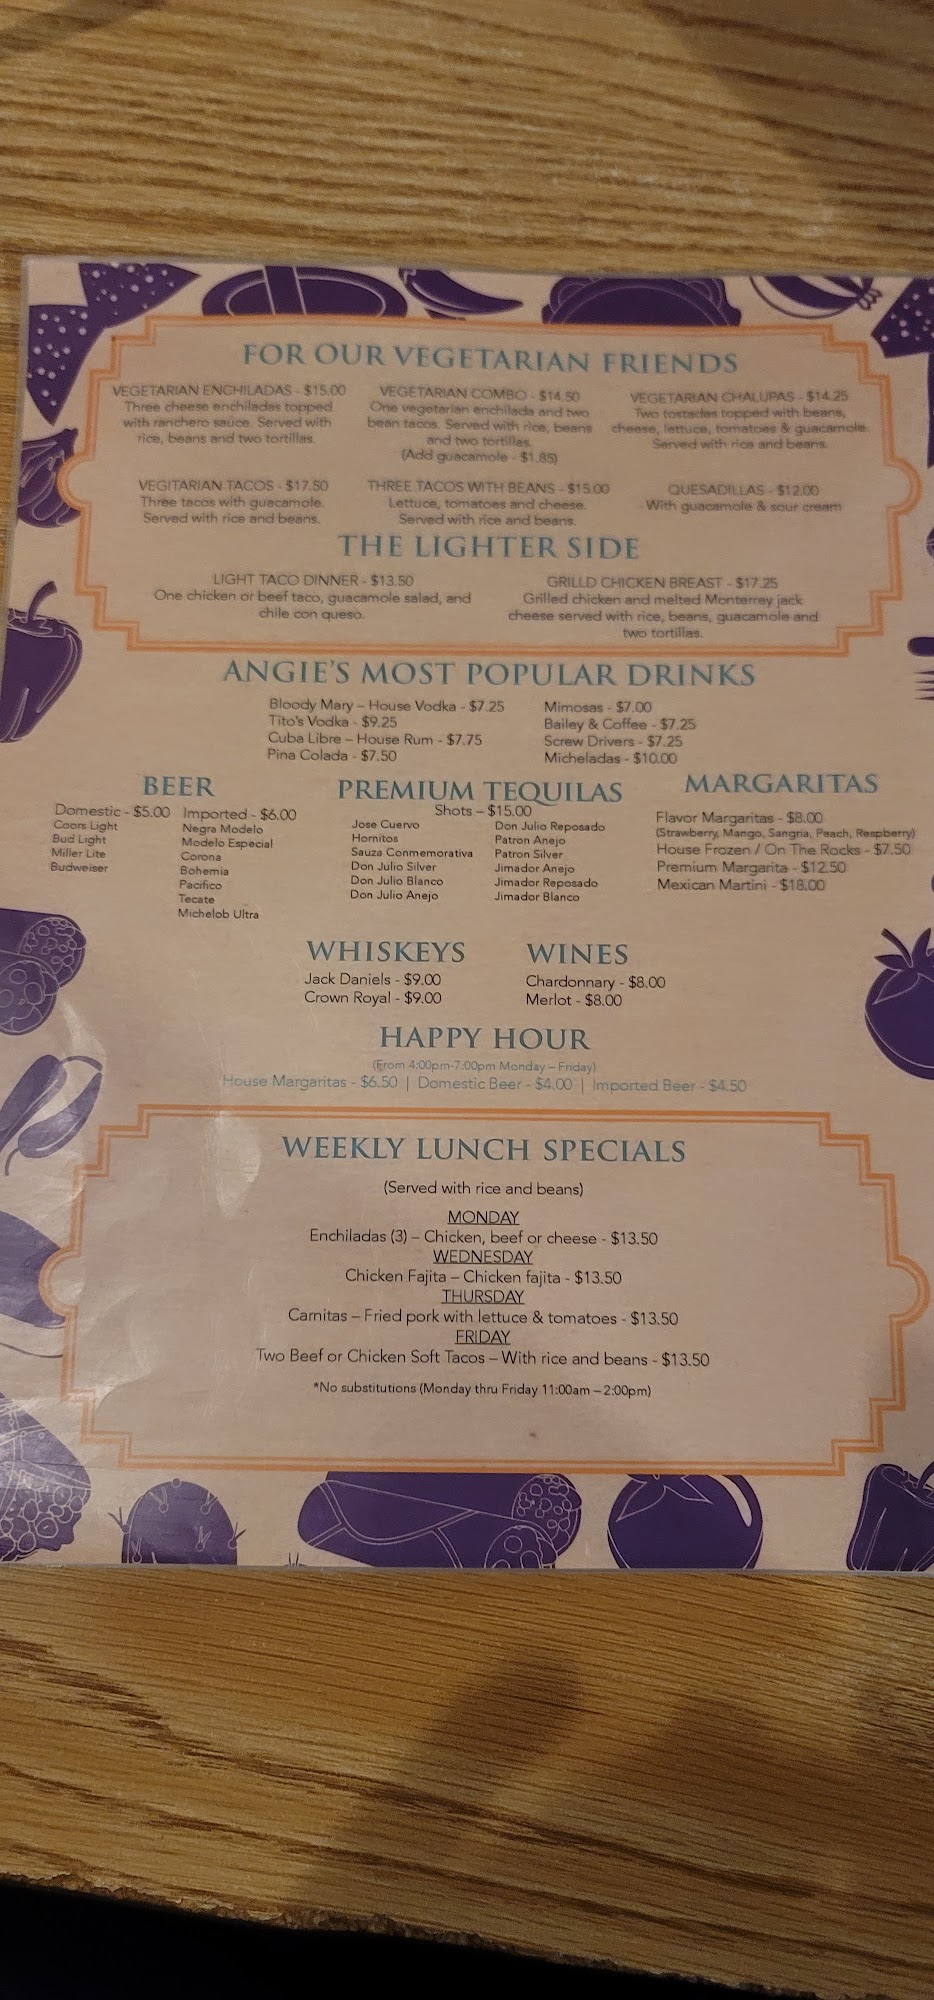 FOR OUR VEGETARIAN FRIENDS
VEGETARIAN ENCHILADAS - $15.00
Three cheese enchiladas topped
with ranchero sauce. Served with
rice, beans and two tortillas.
VEGETARIAN COMBO - $14.50
One vegetarian enchilada and two
bean tacos. Served with rice, beans
and two tortillas.
(Add guacamole - $1.85)
VEGETARIAN CHALUPAS - $14.25
Two tostadas topped with beans,
cheese, lettuce, tomatoes & guacamole.
Served with rice and beans.
VEGITARIAN TACOS - $17.50
Three tacos with guacamole.
Served with rice and beans.
THREE TACOS WITH BEANS - $15.00
Lettuce, tomatoes and cheese.
Served with rice and beans.
QUESADILLAS - $12.00
With guacamole & sour cream
THE LIGHTER SIDE
LIGHT TACO DINNER - $13.50
One chicken or beef taco, guacamole salad, and
chile con queso.
GRILLD CHICKEN BREAST - $17.25
Grilled chicken and melted Monterrey jack
cheese served with rice, beans, guacamole and
two tortillas.
ANGIE'S MOST POPULAR DRINKS
Bloody Mary – House Vodka - $7.25
Tito's Vodka - $9.25
Cuba Libre – House Rum - $7.75
Pina Colada - $7.50
Mimosas - $7.00
Bailey & Coffee - $7.25
Screw Drivers - $7.25
Micheladas - $10.00
BEER
Domestic - $5.00
Coors Light
Bud Light
Miller Lite
Budweiser
Imported - $6.00
Negra Modelo
Modelo Especial
Corona
Bohemia
Pacifico
Tecate
Michelob Ultra
PREMIUM TEQUILAS
Shots – $15.00
Jose Cuervo
Hornitos
Sauza Conmemorativa
Don Julio Silver
Don Julio Blanco
Don Julio Anejo
Don Julio Reposado
Patron Anejo
Patron Silver
Jimador Anejo
Jimador Reposado
Jimador Blanco
MARGARITAS
Flavor Margaritas - $8.00
(Strawberry, Mango, Sangria, Peach, Respberry)
House Frozen / On The Rocks - $7.50
Premium Margarita - $12.50
Mexican Martini - $18.00
WHISKEYS
Jack Daniels - $9.00
Crown Royal - $9.00
WINES
Chardonnary - $8.00
Merlot - $8.00
HAPPY HOUR
(From 4:00pm-7:00pm Monday – Friday)
House Margaritas - $6.50 | Domestic Beer - $4.00 | Imported Beer - $4.50
WEEKLY LUNCH SPECIALS
(Served with rice and beans)
MONDAY
Enchiladas (3) – Chicken, beef or cheese - $13.50
WEDNESDAY
Chicken Fajita – Chicken fajita - $13.50
THURSDAY
Carnitas – Fried pork with lettuce & tomatoes - $13.50
FRIDAY
Two Beef or Chicken Soft Tacos – With rice and beans - $13.50
*No substitutions (Monday thru Friday 11:00am – 2:00pm)